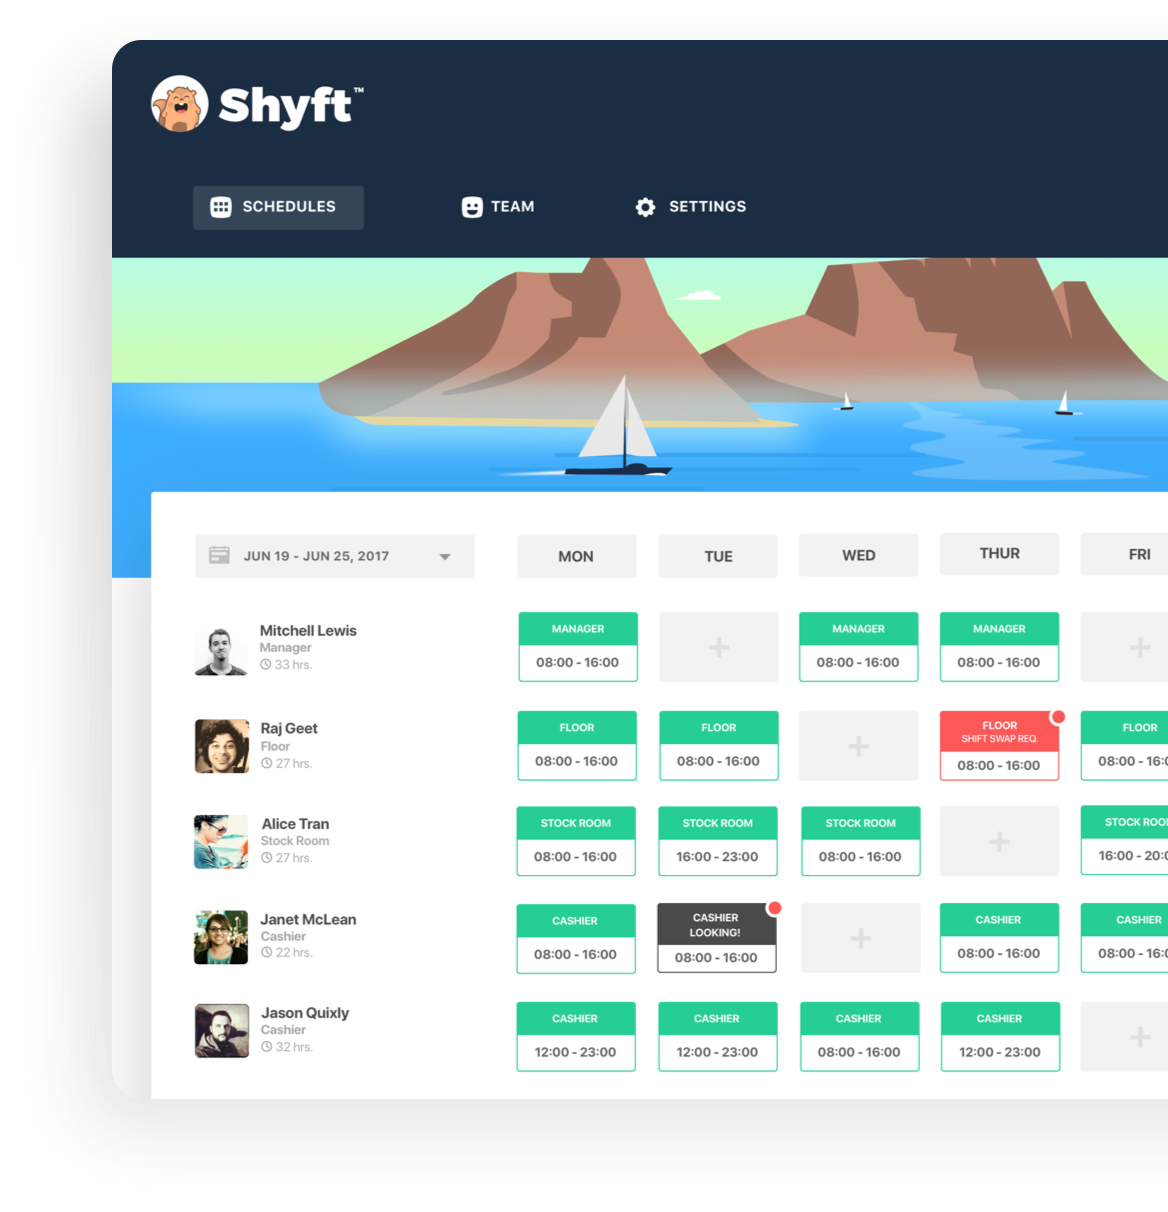 Shyft™
SCHEDULES
TEAM
SETTINGS
JUN 19 - JUN 25, 2017
MON
TUE
WED
THUR
FRI
Mitchell Lewis
Manager
33 hrs.
MANAGER
08:00 - 16:00
MANAGER
08:00 - 16:00
MANAGER
08:00 - 16:00
Raj Geet
Floor
27 hrs.
FLOOR
08:00 - 16:00
FLOOR
08:00 - 16:00
FLOOR
SHIFT SWAP REQ.
08:00 - 16:00
FLOOR
08:00 - 16:0
Alice Tran
Stock Room
27 hrs.
STOCK ROOM
08:00 - 16:00
STOCK ROOM
16:00 - 23:00
STOCK ROOM
08:00 - 16:00
STOCK ROOM
16:00 - 20:0
Janet McLean
Cashier
22 hrs.
CASHIER
08:00 - 16:00
CASHIER
LOOKING!
08:00 - 16:00
CASHIER
08:00 - 16:00
CASHIER
08:00 - 16:0
Jason Quixly
Cashier
32 hrs.
CASHIER
12:00 - 23:00
CASHIER
12:00 - 23:00
CASHIER
08:00 - 16:00
CASHIER
12:00 - 23:00